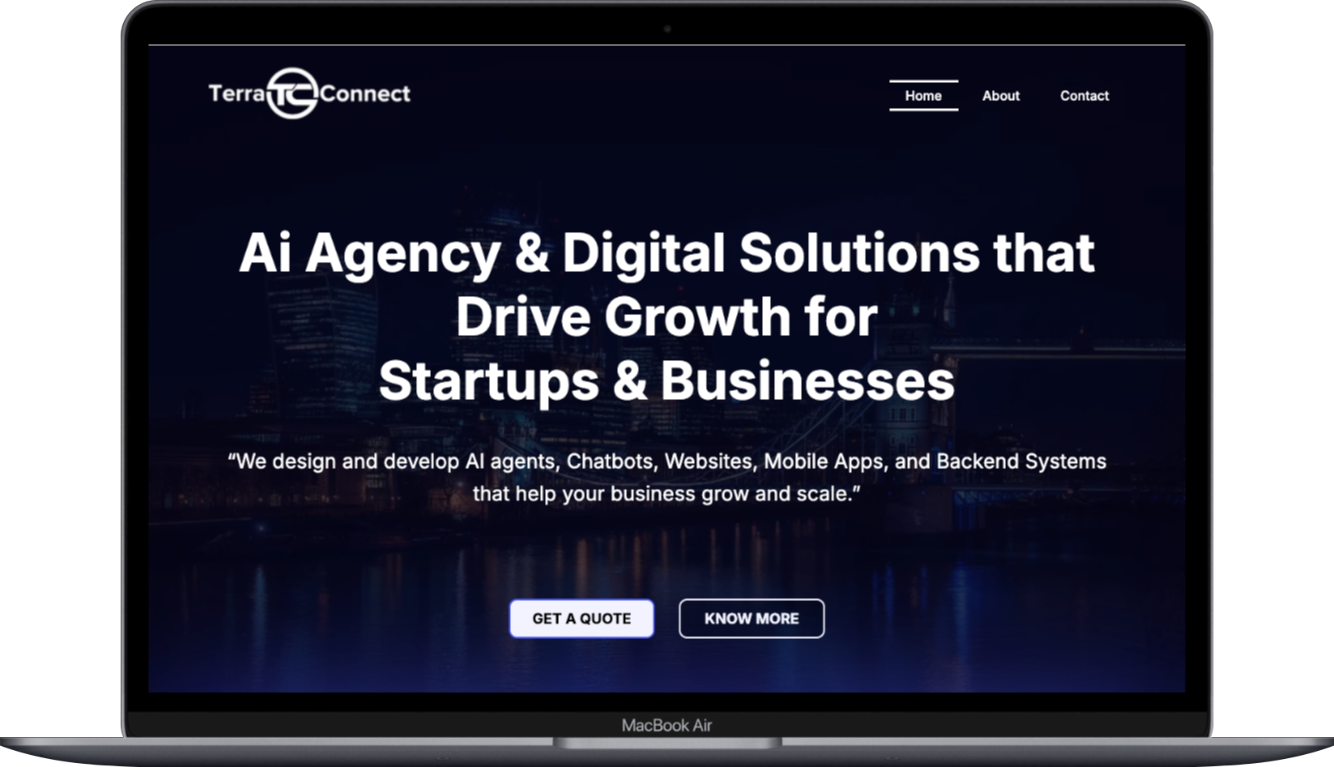 Terra TC Connect
Home About Contact
Ai Agency & Digital Solutions that
Drive Growth for
Startups & Businesses
“We design and develop AI agents, Chatbots, Websites, Mobile Apps, and Backend Systems
that help your business grow and scale.”
GET A QUOTE KNOW MORE
MacBook Air